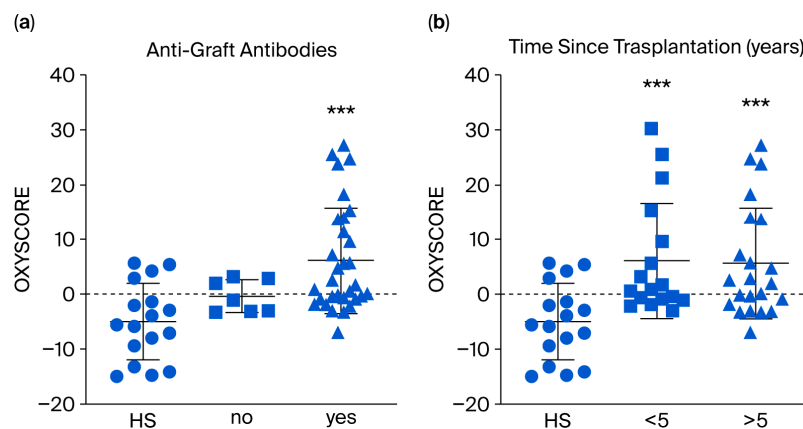 (a)
Anti-Graft Antibodies
OXYSCORE
40
30
20
10
0
−10
−20
***
HS
no
yes
(b)
Time Since Trasplantation (years)
OXYSCORE
40
30
20
10
0
−10
−20
***
***
HS
<5
>5